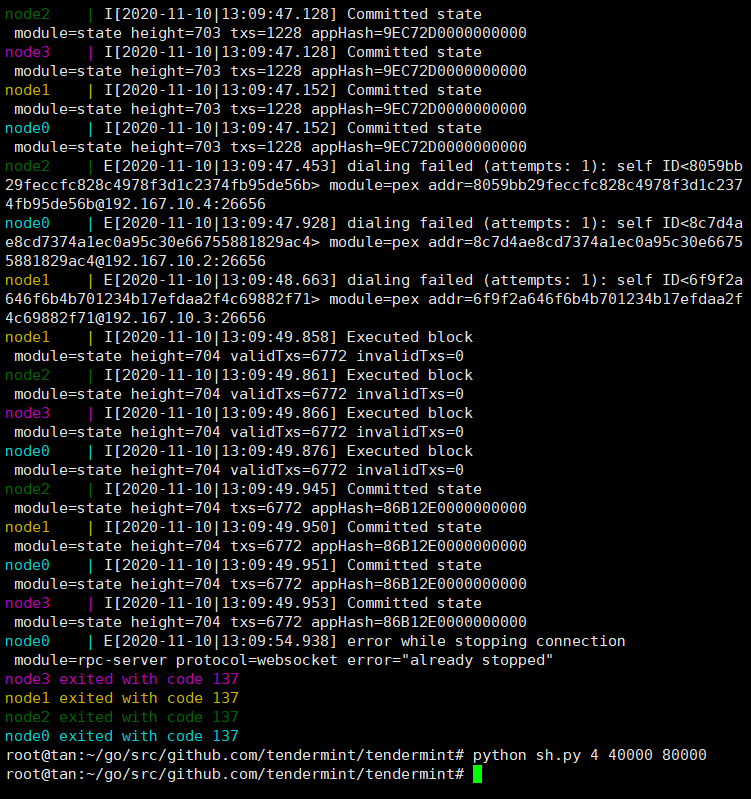 node2    | I[2020-11-10|13:09:47.128] Committed state
 module=state height=703 txs=1228 appHash=9EC72D0000000000
node3    | I[2020-11-10|13:09:47.128] Committed state
 module=state height=703 txs=1228 appHash=9EC72D0000000000
node1    | I[2020-11-10|13:09:47.152] Committed state
 module=state height=703 txs=1228 appHash=9EC72D0000000000
node0    | I[2020-11-10|13:09:47.152] Committed state
 module=state height=703 txs=1228 appHash=9EC72D0000000000
node2    | E[2020-11-10|13:09:47.453] dialing failed (attempts: 1): self ID<8059bb
29feccfc828c4978f3d1c2374fb95de56b> module=pex addr=8059bb29feccfc828c4978f3d1c237
4fb95de56b@192.167.10.4:26656
node0    | E[2020-11-10|13:09:47.928] dialing failed (attempts: 1): self ID<8c7d4a
e8cd7374a1ec0a95c30e66755881829ac4> module=pex addr=8c7d4ae8cd7374a1ec0a95c30e6675
5881829ac4@192.167.10.2:26656
node1    | E[2020-11-10|13:09:48.663] dialing failed (attempts: 1): self ID<6f9f2a
646f6b4b701234b17efdaa2f4c69882f71> module=pex addr=6f9f2a646f6b4b701234b17efdaa2f
4c69882f71@192.167.10.3:26656
node1    | I[2020-11-10|13:09:49.858] Executed block
 module=state height=704 validTxs=6772 invalidTxs=0
node2    | I[2020-11-10|13:09:49.861] Executed block
 module=state height=704 validTxs=6772 invalidTxs=0
node3    | I[2020-11-10|13:09:49.866] Executed block
 module=state height=704 validTxs=6772 invalidTxs=0
node0    | I[2020-11-10|13:09:49.876] Executed block
 module=state height=704 validTxs=6772 invalidTxs=0
node2    | I[2020-11-10|13:09:49.945] Committed state
 module=state height=704 txs=6772 appHash=86B12E0000000000
node1    | I[2020-11-10|13:09:49.950] Committed state
 module=state height=704 txs=6772 appHash=86B12E0000000000
node0    | I[2020-11-10|13:09:49.951] Committed state
 module=state height=704 txs=6772 appHash=86B12E0000000000
node3    | I[2020-11-10|13:09:49.953] Committed state
 module=state height=704 txs=6772 appHash=86B12E0000000000
node0    | E[2020-11-10|13:09:54.938] error while stopping connection
 module=rpc-server protocol=websocket error="already stopped"
node3 exited with code 137
node1 exited with code 137
node2 exited with code 137
node0 exited with code 137
root@tan:~/go/src/github.com/tendermint/tendermint# python sh.py 4 40000 80000
root@tan:~/go/src/github.com/tendermint/tendermint#